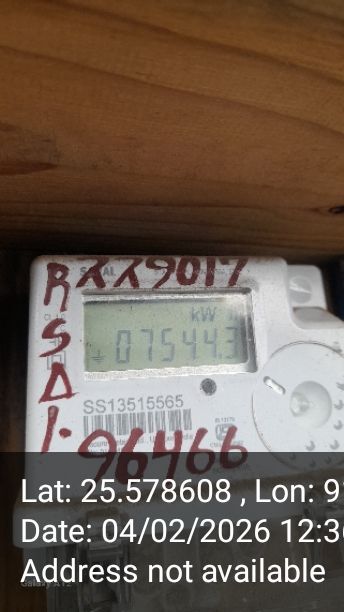 RXX9017
kW
07544.3
R
S
D
1.
SS13515565
96466
Lat: 25.578608 , Lon: 9
Date: 04/02/2026 12:3
Address not available